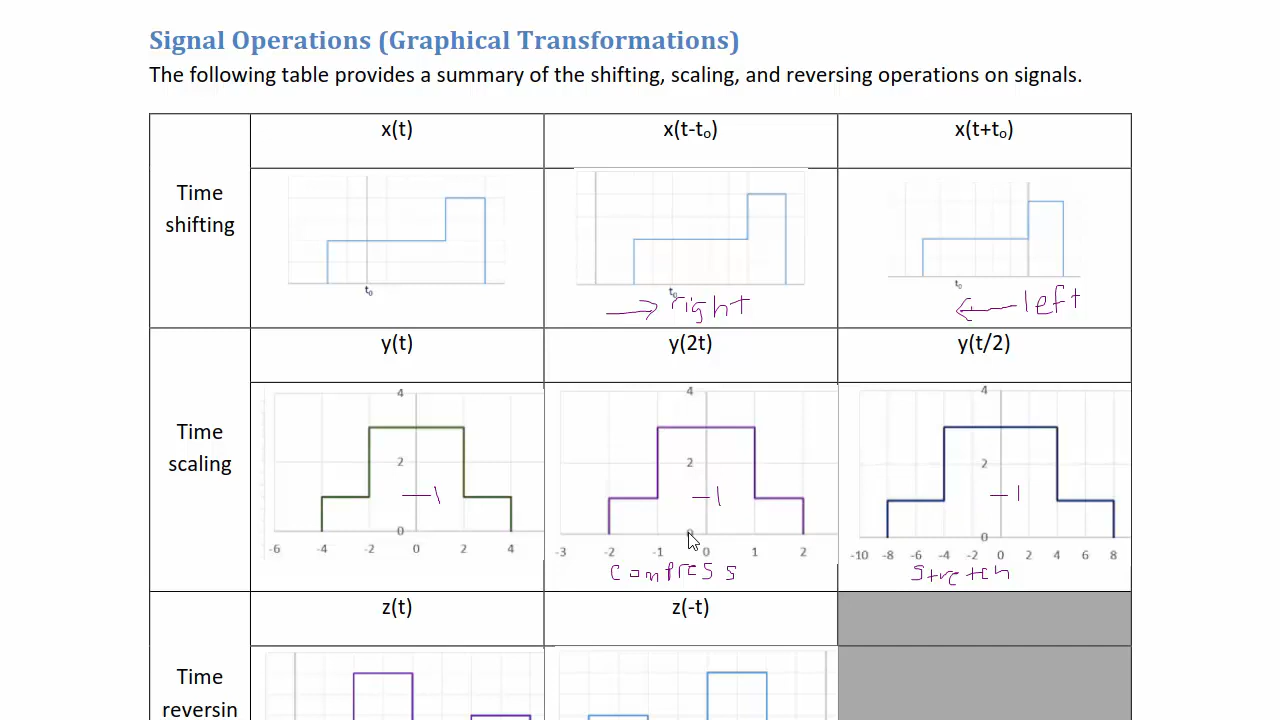 Signal Operations (Graphical Transformations)
The following table provides a summary of the shifting, scaling, and reversing operations on signals.
x(t) x(t-t₀) x(t+t₀)
Time
shifting
t₀ t₀ t₀
→ right ← left
y(t) y(2t) y(t/2)
Time
scaling
4 4 4
2 2 2
1 1 1
0 0 0
-6 -4 -2 0 2 4 -3 -2 -1 0 1 2 -10 -8 -6 -4 -2 0 2 4 6 8
compress stretch
z(t) z(-t)
Time
reversin